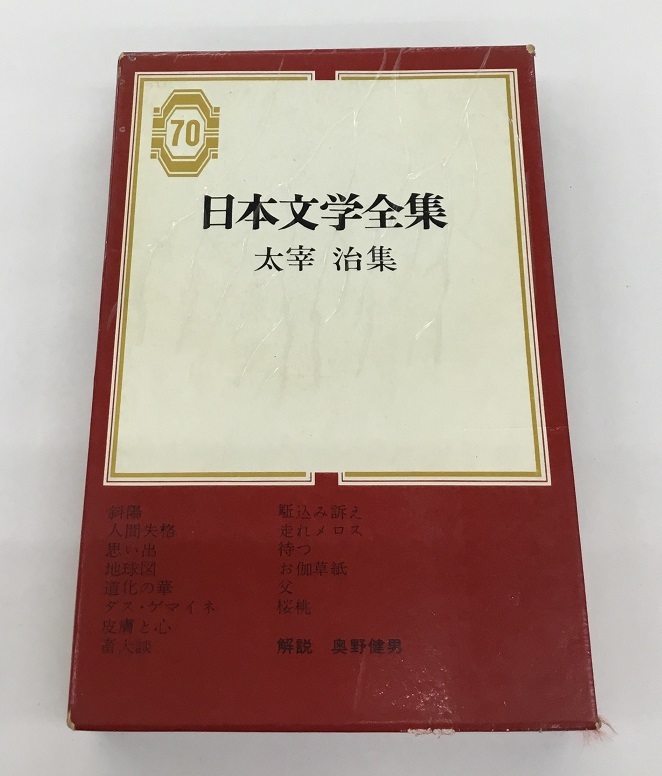 70
日本文学全集
太宰 治集
斜陽
人間失格
思い出
地球図
道化の華
ダス・ゲマイネ
皮膚と心
畜犬談
駈込み訴え
走れメロス
待つ
お伽草紙
父
桜桃
解説 奥野健男